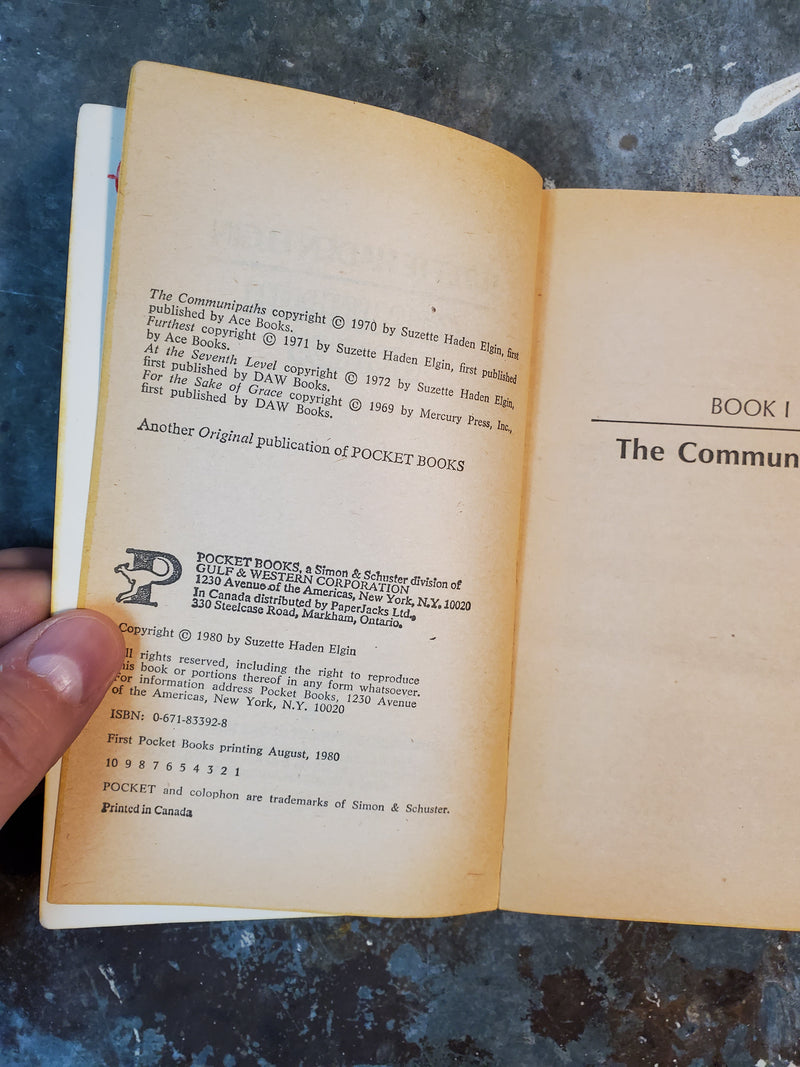 The Communipaths copyright © 1970 by Suzette Haden Elgin, first
published by Ace Books.
Furthest copyright © 1971 by Suzette Haden Elgin, first published
by Ace Books.
At the Seventh Level copyright © 1972 by Suzette Haden Elgin,
first published by DAW Books.
For the Sake of Grace copyright © 1969 by Mercury Press, Inc.,
first published by DAW Books.
Another Original publication of POCKET BOOKS
P
POCKET BOOKS, a Simon & Schuster division of
GULF & WESTERN CORPORATION
1230 Avenue of the Americas, New York, N.Y. 10020
In Canada distributed by PaperJacks Ltd.,
330 Steelcase Road, Markham, Ontario.
Copyright © 1980 by Suzette Haden Elgin
ll rights reserved, including the right to reproduce
his book or portions thereof in any form whatsoever.
For information address Pocket Books, 1230 Avenue
of the Americas, New York, N.Y. 10020
ISBN: 0-671-83392-8
First Pocket Books printing August, 1980
10 9 8 7 6 5 4 3 2 1
POCKET and colophon are trademarks of Simon & Schuster.
Printed in Canada
BOOK I
The Commun